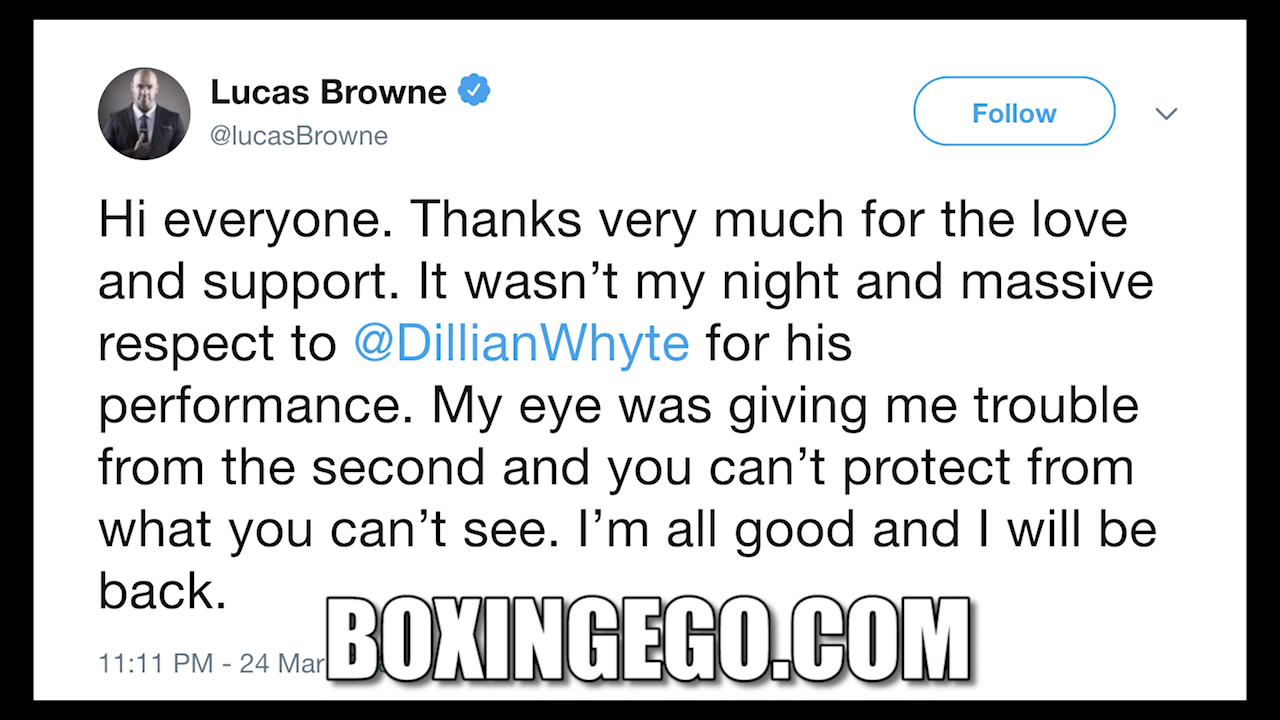 Lucas Browne
@lucasBrowne
Follow
Hi everyone. Thanks very much for the love
and support. It wasn’t my night and massive
respect to @DillianWhyte for his
performance. My eye was giving me trouble
from the second and you can’t protect from
what you can’t see. I’m all good and I will be
back.
11:11 PM - 24 Mar
BOXINGEGO.COM